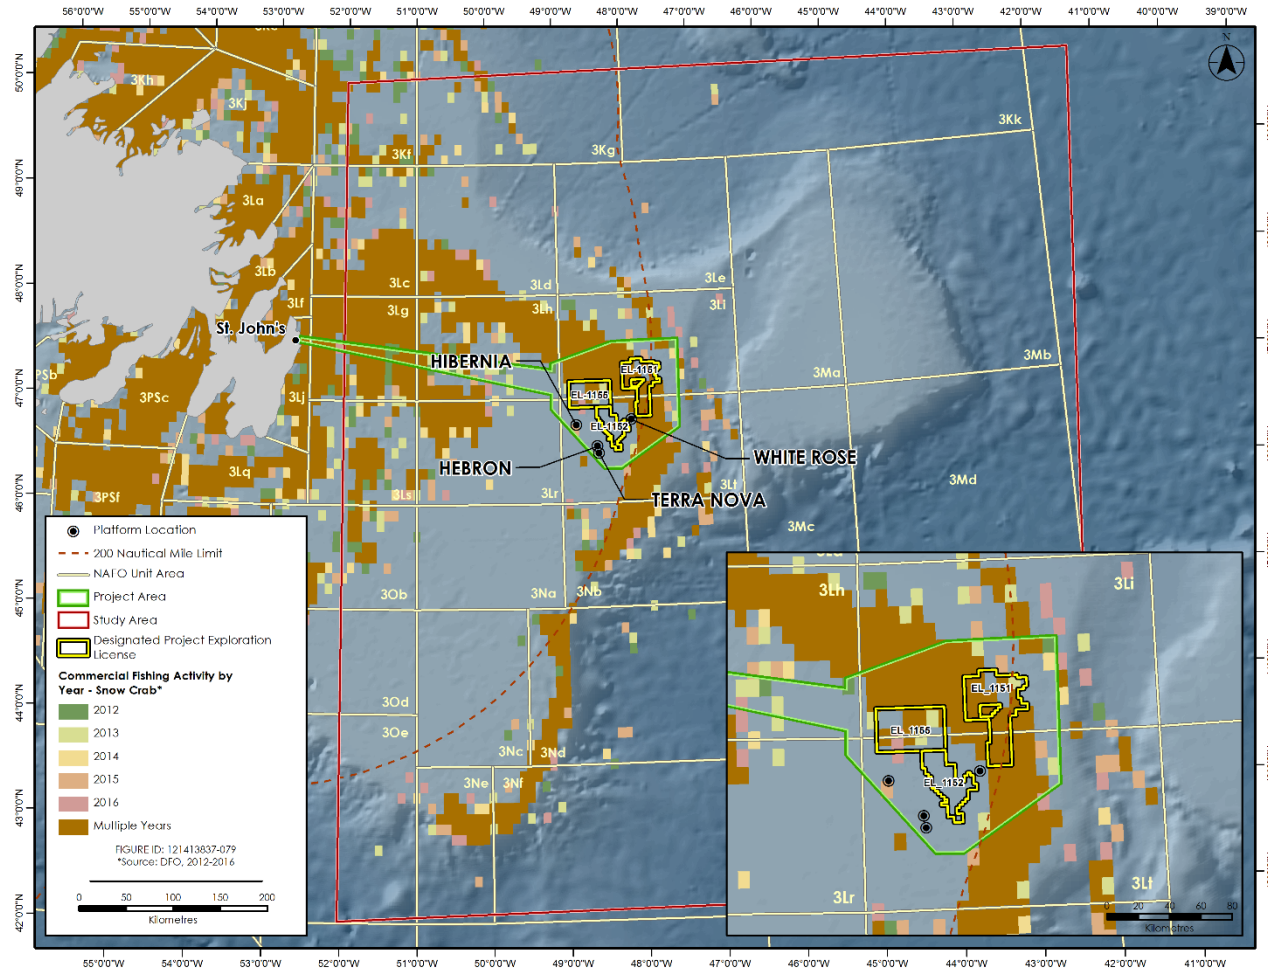 56°0'0"W 55°0'0"W 54°0'0"W 53°0'0"W 52°0'0"W 51°0'0"W 50°0'0"W 49°0'0"W 48°0'0"W 47°0'0"W 46°0'0"W 45°0'0"W 44°0'0"W 43°0'0"W 42°0'0"W 41°0'0"W 40°0'0"W 39°0'0"W
N
50°0'0"N
49°0'0"N
48°0'0"N
47°0'0"N
46°0'0"N
45°0'0"N
44°0'0"N
43°0'0"N
42°0'0"N
3Kh
3Kj
3Kk
3Kf
3Kg
3La
3Lb
3Lc
3Ld
3Le
3Lf
3Lg
3Lh
3Li
St. John's
HIBERNIA
EL-1151
EL-1155
EL-1152
3Mb
3Ma
PSb
3PSc
3Lj
HEBRON
WHITE ROSE
TERRA NOVA
3Lq
3PSf
3Ls
3Lr
3Lt
3Md
3Mc
3Ob
3Na
3Nb
3Od
3Oe
3Nc
3Nd
3Ne
3Nf
Platform Location
200 Nautical Mile Limit
NAFO Unit Area
Project Area
Study Area
Designated Project Exploration
License
Commercial Fishing Activity by
Year - Snow Crab*
2012
2013
2014
2015
2016
Multiple Years
FIGURE ID: 121413837-079
*Source: DFO, 2012-2016
0 50 100 150 200
Kilometres
3Lh
3Li
EL_1151
EL_1155
EL_1152
3Lr
3Lt
0 20 40 60 80
Kilometres
55°0'0"W 54°0'0"W 53°0'0"W 52°0'0"W 51°0'0"W 50°0'0"W 49°0'0"W 48°0'0"W 47°0'0"W 46°0'0"W 45°0'0"W 44°0'0"W 43°0'0"W 42°0'0"W 41°0'0"W